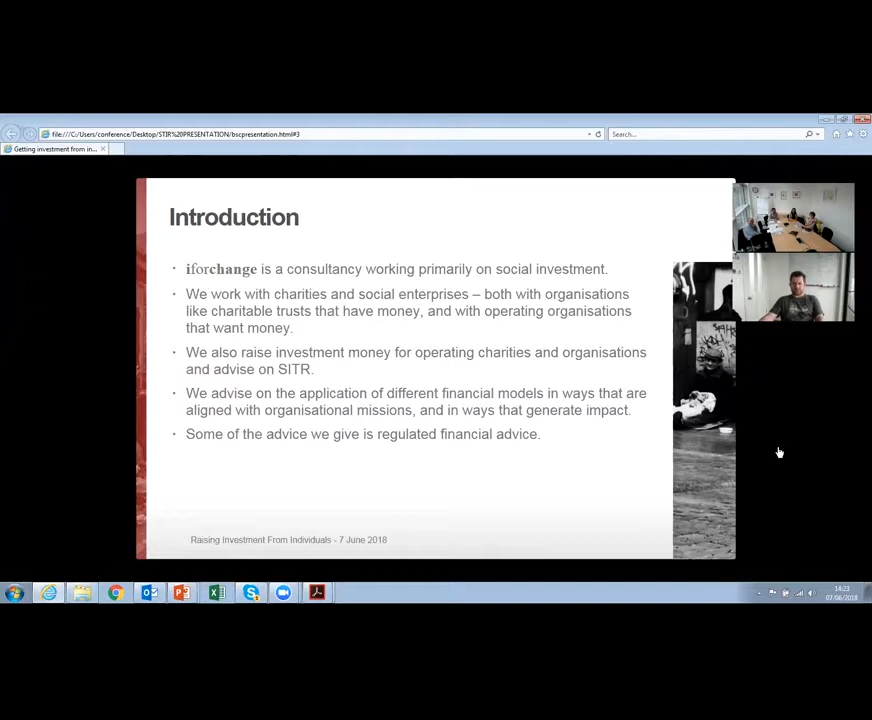 file:///C:/Users/conference/Desktop/STIR%20PRESENTATION/bscpresentation.html#3
Search...
Getting investment from in...
Introduction
· iforchange is a consultancy working primarily on social investment.
· We work with charities and social enterprises – both with organisations
like charitable trusts that have money, and with operating organisations
that want money.
· We also raise investment money for operating charities and organisations
and advise on SITR.
· We advise on the application of different financial models in ways that are
aligned with organisational missions, and in ways that generate impact.
· Some of the advice we give is regulated financial advice.
Raising Investment From Individuals - 7 June 2018
14:23
07/06/2018